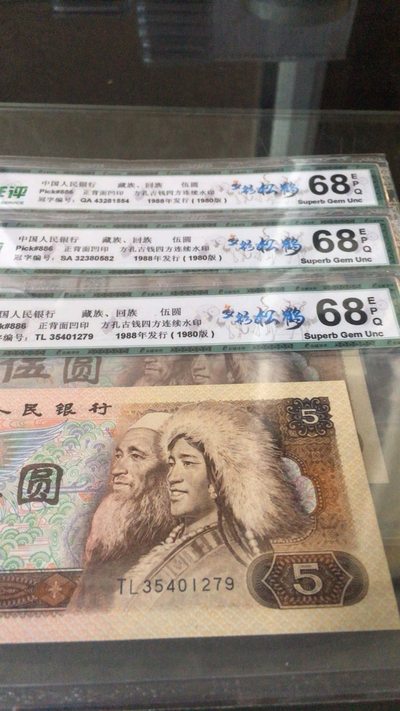 评
中国人民银行 藏族、回族 伍圆
Pick#886 正背面凹印 方孔古钱四方连续水印
冠字编号: QA 43281554 1988年发行(1980版)
68 EPQ
Superb Gem Unc
中国人民银行 藏族、回族 伍圆
Pick#886 正背面凹印 方孔古钱四方连续水印
冠字编号: SA 32380582 1988年发行(1980版)
68 EPQ
Superb Gem Unc
国人民银行 藏族、回族 伍圆
#886 正背面凹印 方孔古钱四方连续水印
字编号: TL 35401279 1988年发行(1980版)
68 EPQ
Superb Gem Unc
伍圆
人民银行
5
圆
TL35401279
5